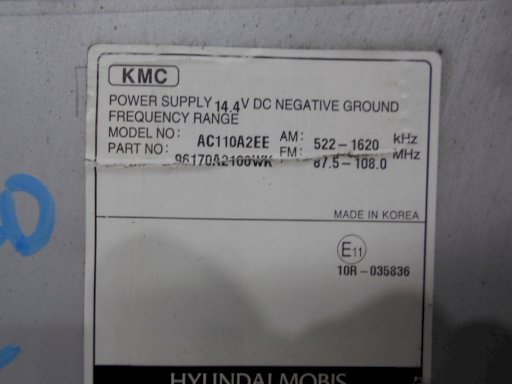 KMC
POWER SUPPLY 14.4V DC NEGATIVE GROUND
FREQUENCY RANGE
MODEL NO: AC110A2EE AM: 522-1620 kHz
PART NO: 96170A2100WK FM: 87.5-108.0 MHz
MADE IN KOREA
E11
10R-035836
HYUNDAI MOBIS